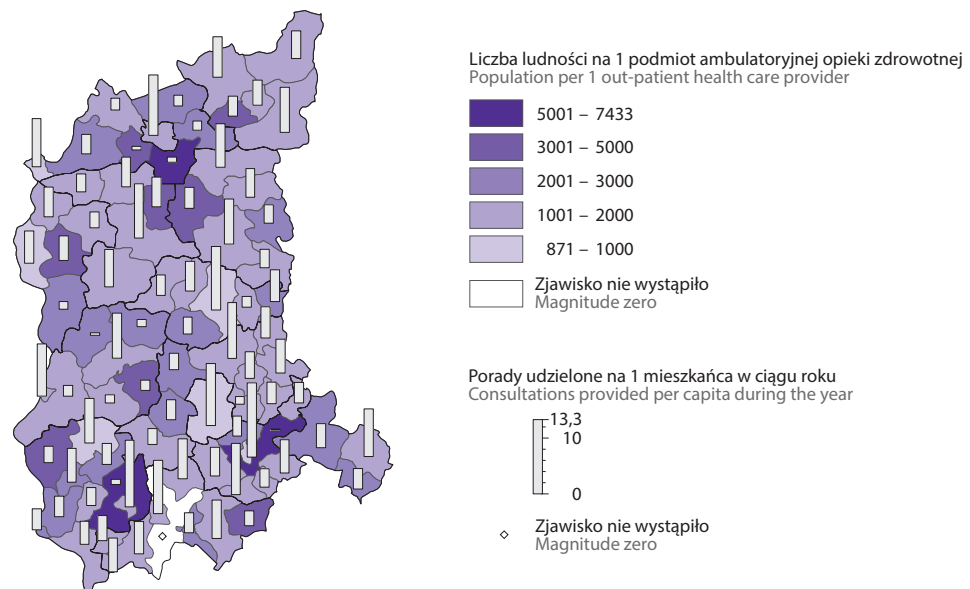 Liczba ludności na 1 podmiot ambulatoryjnej opieki zdrowotnej
Population per 1 out-patient health care provider
5001 – 7433
3001 – 5000
2001 – 3000
1001 – 2000
871 – 1000
Zjawisko nie wystąpiło
Magnitude zero
Porady udzielone na 1 mieszkańca w ciągu roku
Consultations provided per capita during the year
13,3
10
0
Zjawisko nie wystąpiło
Magnitude zero